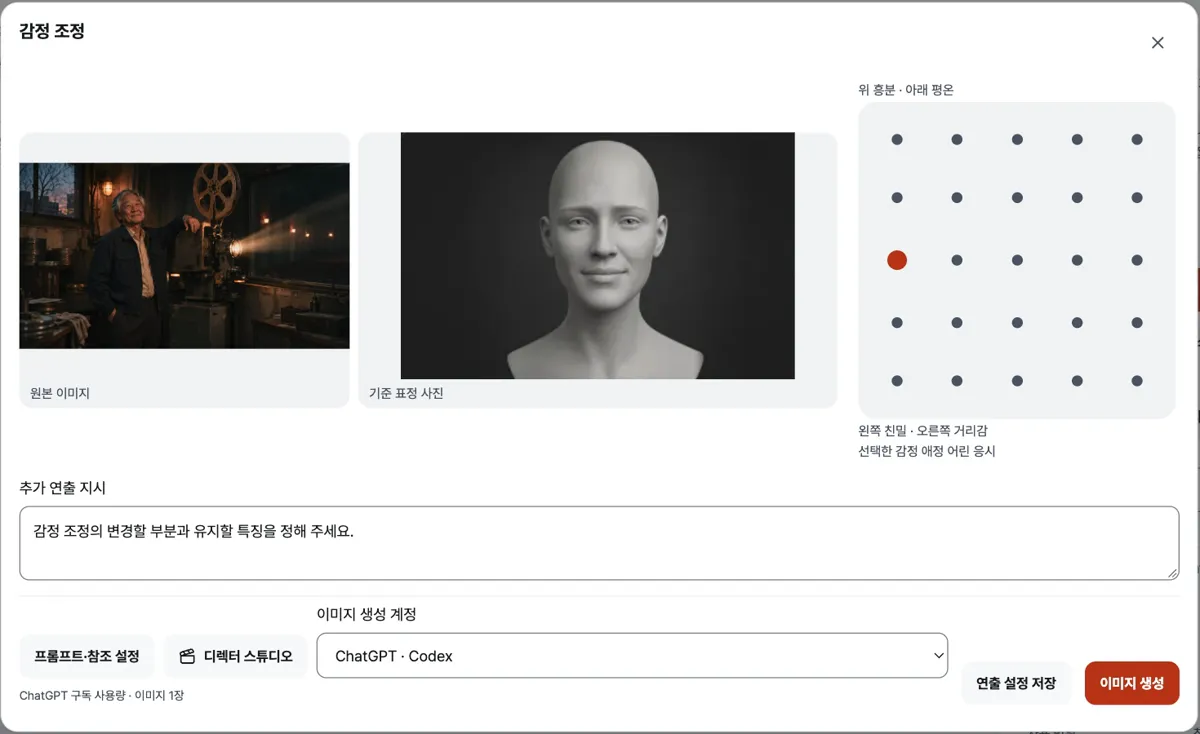 감정 조정
위 흥분 · 아래 평온
원본 이미지
기준 표정 사진
왼쪽 친밀 · 오른쪽 거리감
선택한 감정 애정 어린 응시
추가 연출 지시
감정 조정의 변경할 부분과 유지할 특징을 정해 주세요.
이미지 생성 계정
프롬프트·참조 설정
디렉터 스튜디오
ChatGPT · Codex
연출 설정 저장
이미지 생성
ChatGPT 구독 사용량 · 이미지 1장